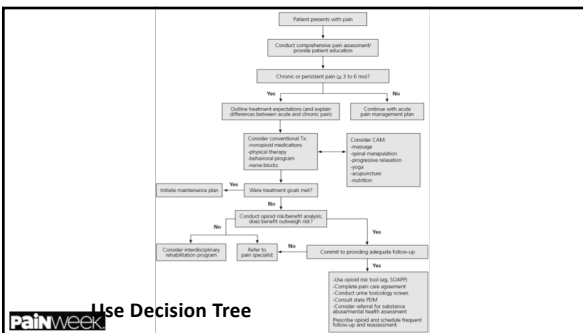 Patient presents with pain
Conduct comprehensive pain assessment/
provide patient education
Chronic or persistent pain (≥ 3 to 6 mo)?
Yes
No
Outline treatment expectations (and explain
differences between acute and chronic pain)
Continue with acute
pain management plan
Consider conventional Tx:
-nonopioid medications
-physical therapy
-behavioral program
-nerve blocks
Consider CAM:
-massage
-spinal manipulation
-progressive relaxation
-yoga
-acupuncture
-nutrition
Initiate maintenance plan
Yes
Were treatment goals met?
No
Conduct opioid risk/benefit analysis;
does benefit outweigh risk?
No
Yes
Consider interdisciplinary
rehabilitation program
Refer to
pain specialist
No
Commit to providing adequate follow-up
Yes
-Use opioid risk tool (eg, SOAPP)
-Complete pain care agreement
-Conduct urine toxicology screen
-Consult state PDM
-Consider referral for substance
abuse/mental health assessment
Prescribe opioid and schedule frequent
follow-up and reassessment
PaiNWeek.
Use Decision Tree